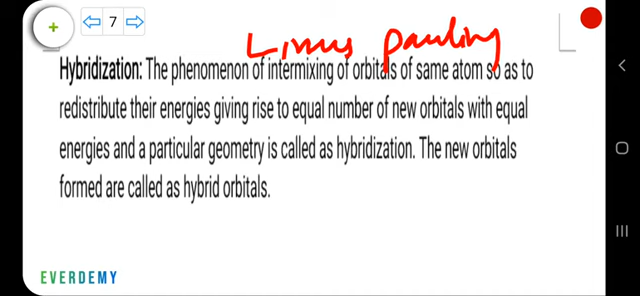 7
Linus pauling
Hybridization: The phenomenon of intermixing of orbitals of same atom so as to
redistribute their energies giving rise to equal number of new orbitals with equal
energies and a particular geometry is called as hybridization. The new orbitals
formed are called as hybrid orbitals.
EVERDEMY